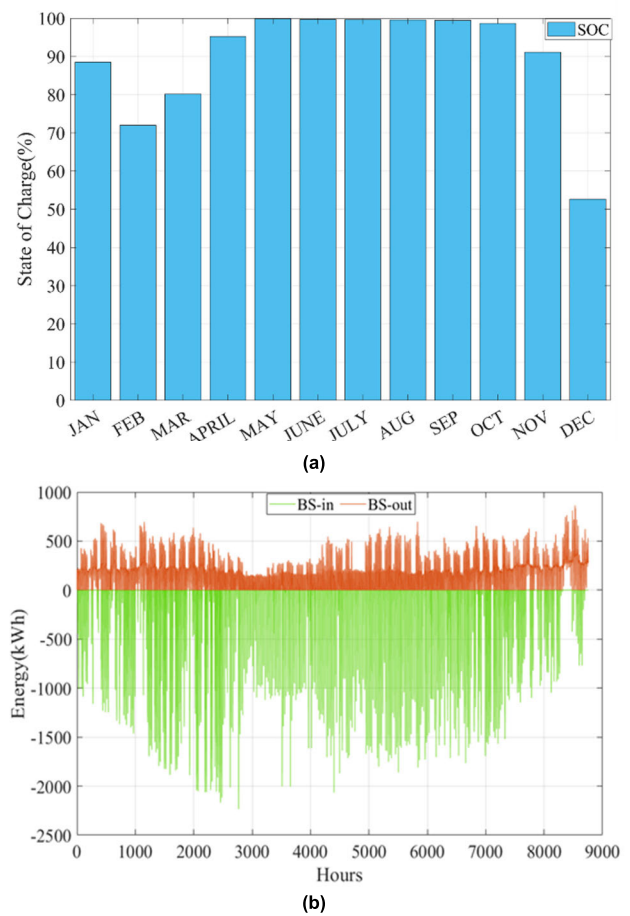 100
90
80
70
60
50
40
30
20
10
0
State of Charge(%)
SOC
JAN FEB MAR APRIL MAY JUNE JULY AUG SEP OCT NOV DEC
(a)
1000
500
0
-500
-1000
-1500
-2000
-2500
Energy(kWh)
BS-in BS-out
0 1000 2000 3000 4000 5000 6000 7000 8000 9000
Hours
(b)